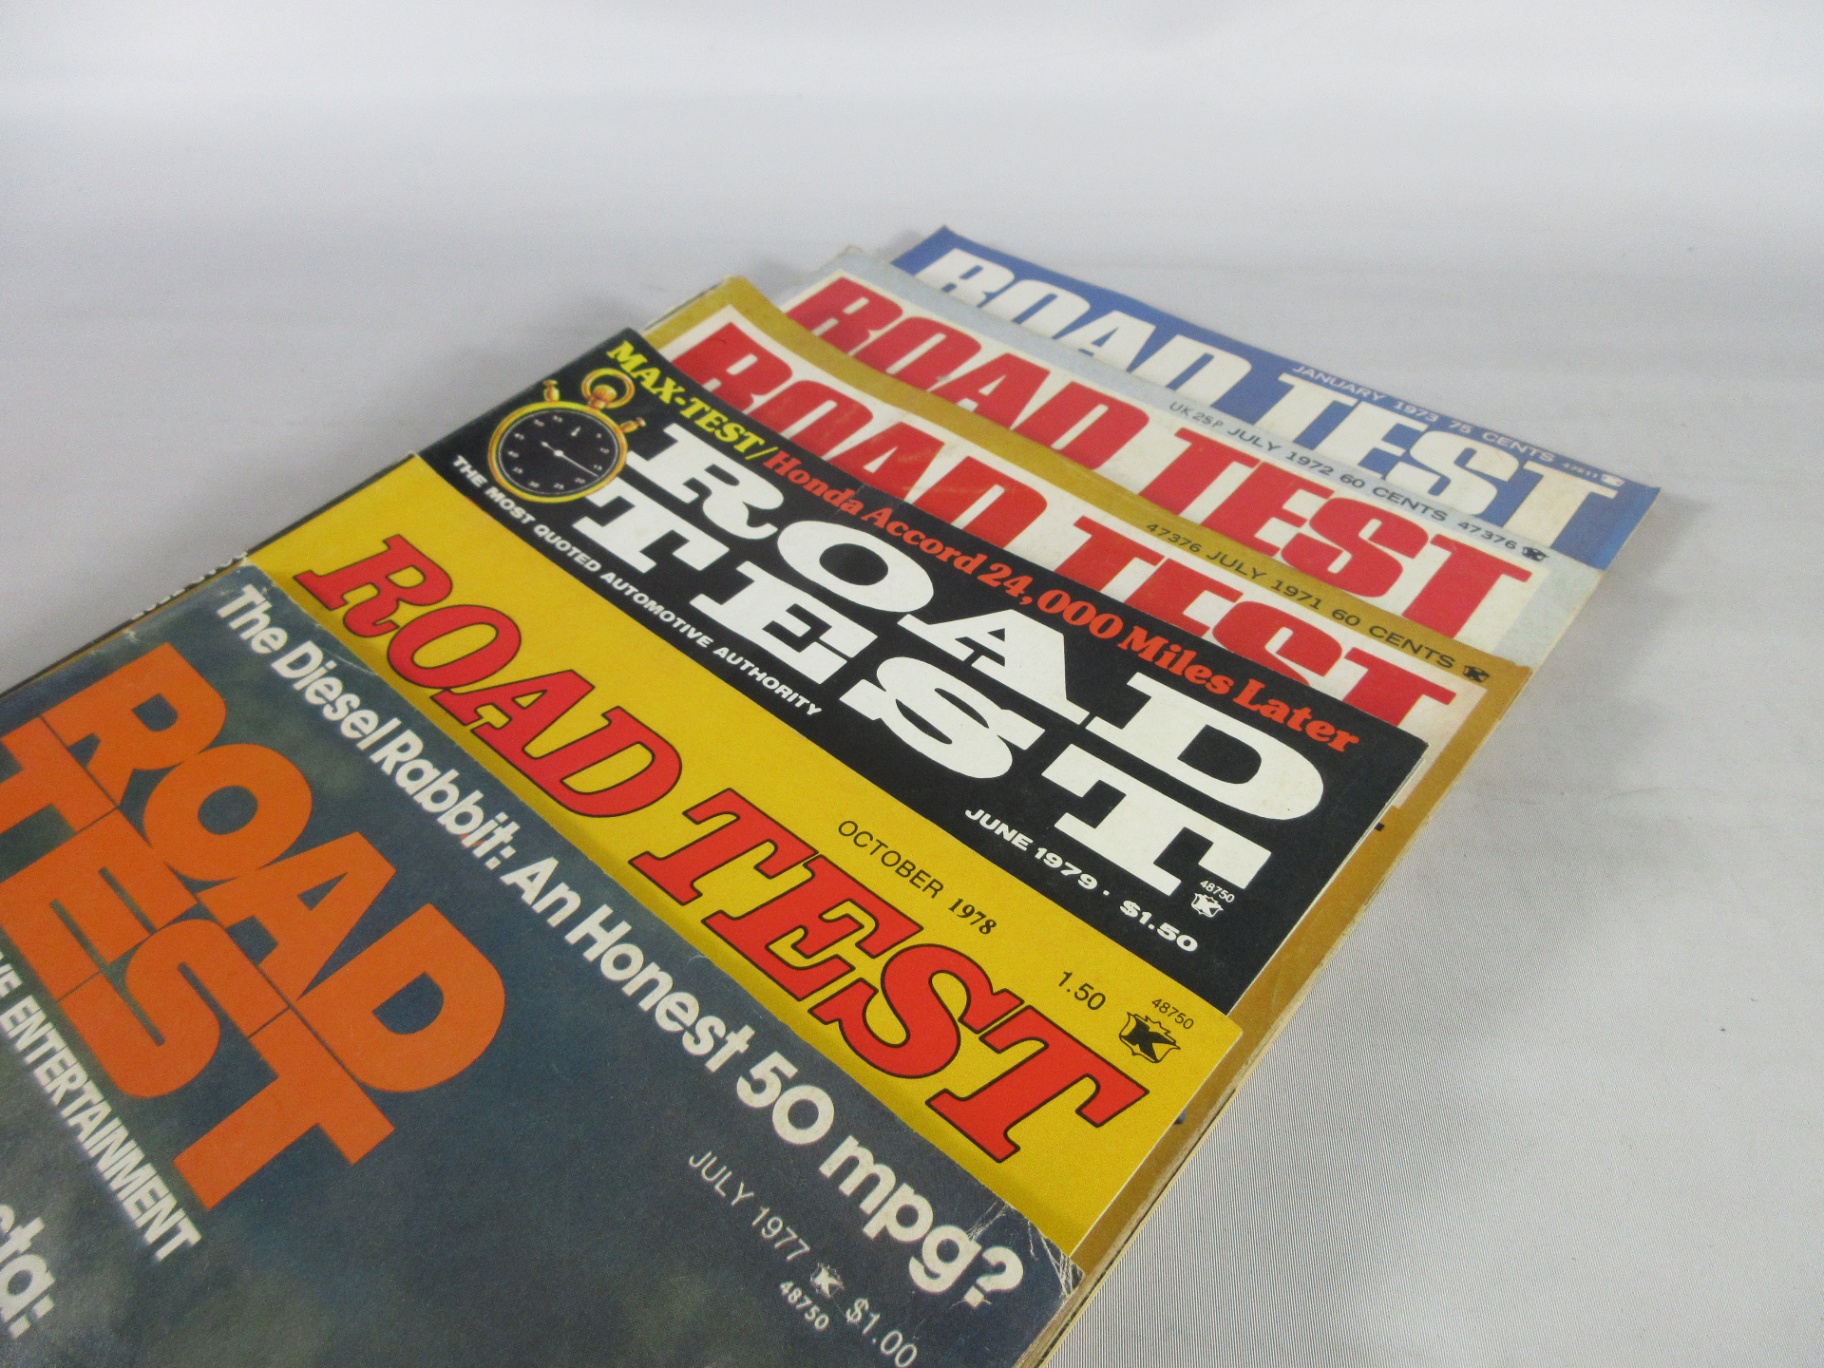 ROAD TEST
JANUARY 1973 75 CENTS
ROAD TEST
UK 25P JULY 1972 60 CENTS 47376
ROAD TEST
47376 JULY 1971 60 CENTS
MAX-TEST/Honda Accord 24,000 Miles Later
ROAD
TEST
THE MOST QUOTED AUTOMOTIVE AUTHORITY
JUNE 1979 · $1.50
48750
K
ROAD TEST
OCTOBER 1978
1.50
48750
K
The Diesel Rabbit: An Honest 50 mpg?
ROAD
TEST
ENTERTAINMENT
JULY 1977
K
48750
$1.00